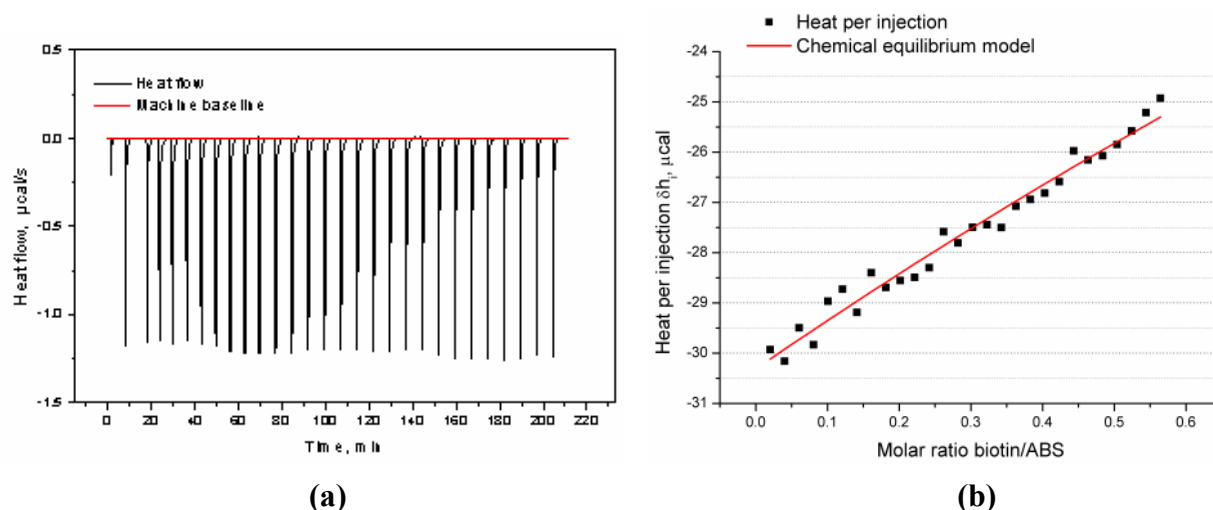 0.5
Heat flow
Machine baseline
0.0
-0.5
-1.0
-1.5
Heat flow, μcal/s
0 20 40 60 80 100 120 140 160 180 200 220
Time, min
(a)
Heat per injection
Chemical equilibrium model
-24
-25
-26
-27
-28
-29
-30
-31
Heat per injection δhᵢ, μcal
0.0 0.1 0.2 0.3 0.4 0.5 0.6
Molar ratio biotin/ABS
(b)